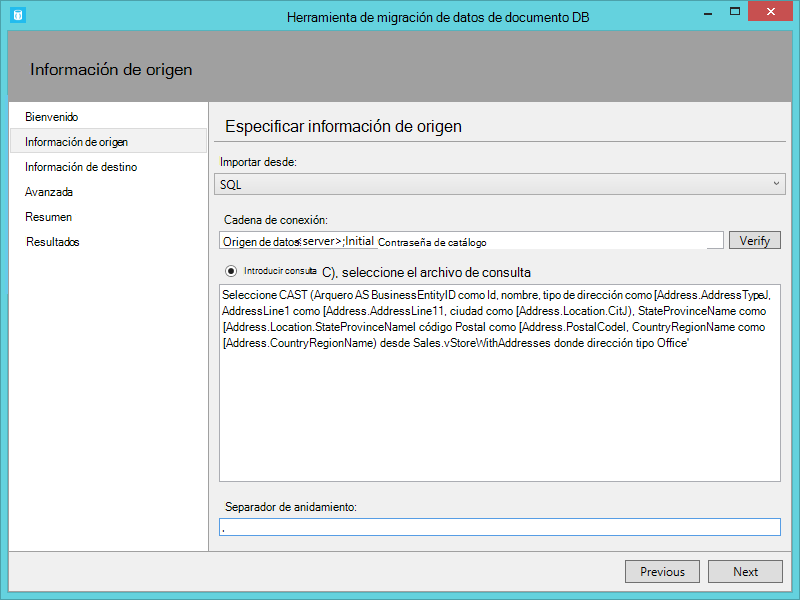 Herramienta de migración de datos de documento DB
Información de origen
Bienvenido
Información de origen
Información de destino
Avanzada
Resumen
Resultados
Especificar información de origen
Importar desde:
SQL
Cadena de conexión:
Origen de datos<server>;Initial Contraseña de catálogo
Verify
Introducir consulta C), seleccione el archivo de consulta
Seleccione CAST (Arquero AS BusinessEntityID como Id, nombre, tipo de dirección como [Address.AddressTypeJ,
AddressLine1 como [Address.AddressLine11, ciudad como [Address.Location.CitJ), StateProvinceName como
[Address.Location.StateProvinceNamel código Postal como [Address.PostalCodel, CountryRegionName como
[Address.CountryRegionName) desde Sales.vStoreWithAddresses donde dirección tipo Office'
Separador de anidamiento:
.
Previous
Next